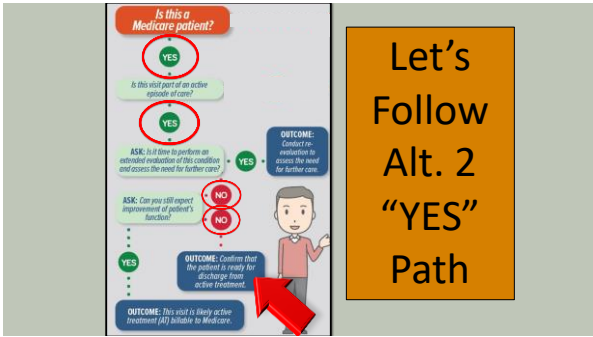 Is this a
Medicare patient?
YES
Is this visit part of an active
episode of care?
YES
ASK: Is it time to perform an
extended evaluation of this condition
and assess the need for further care?
YES
OUTCOME:
Conduct re-
evaluation to
assess the need
for further care.
NO
ASK: Can you still expect
improvement of patient's
function?
NO
YES
OUTCOME: Confirm that
the patient is ready for
discharge from
active treatment.
OUTCOME: This visit is likely active
treatment (AT) billable to Medicare.
Let's
Follow
Alt. 2
“YES”
Path